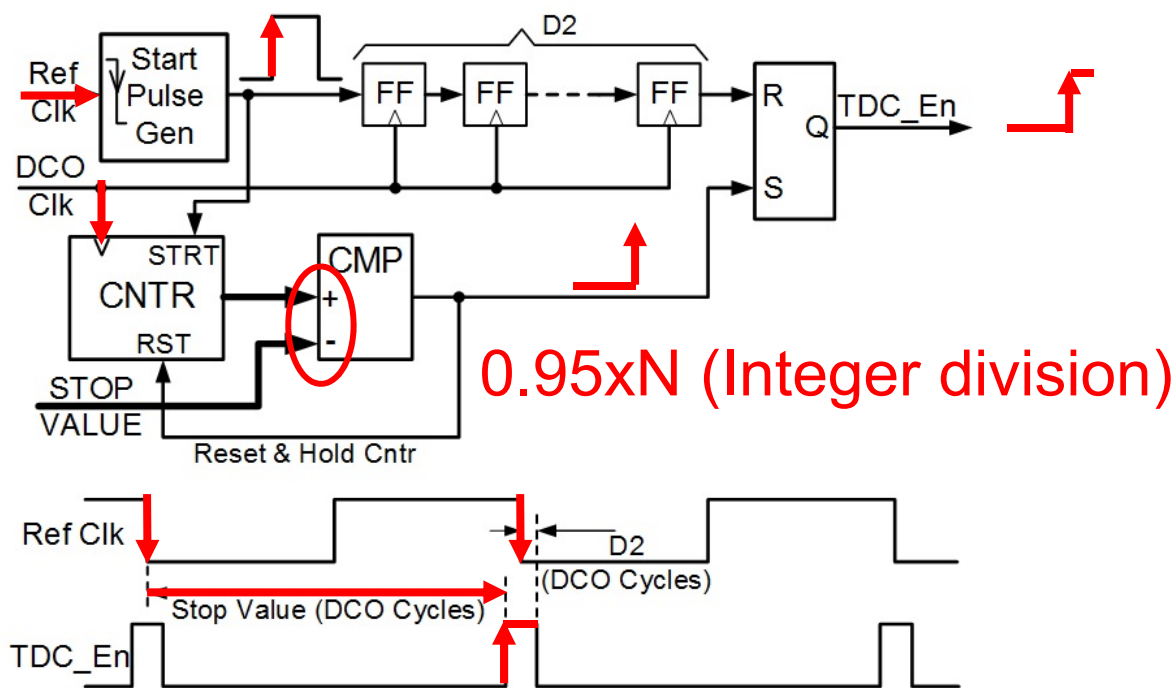 D2
Ref
Clk
Start
Pulse
Gen
FF
FF
FF
R
Q
S
TDC_En
DCO
Clk
STRT
CNTR
RST
CMP
+
-
0.95xN (Integer division)
STOP
VALUE
Reset & Hold Cntr
Ref Clk
D2
(DCO Cycles)
Stop Value (DCO Cycles)
TDC_En